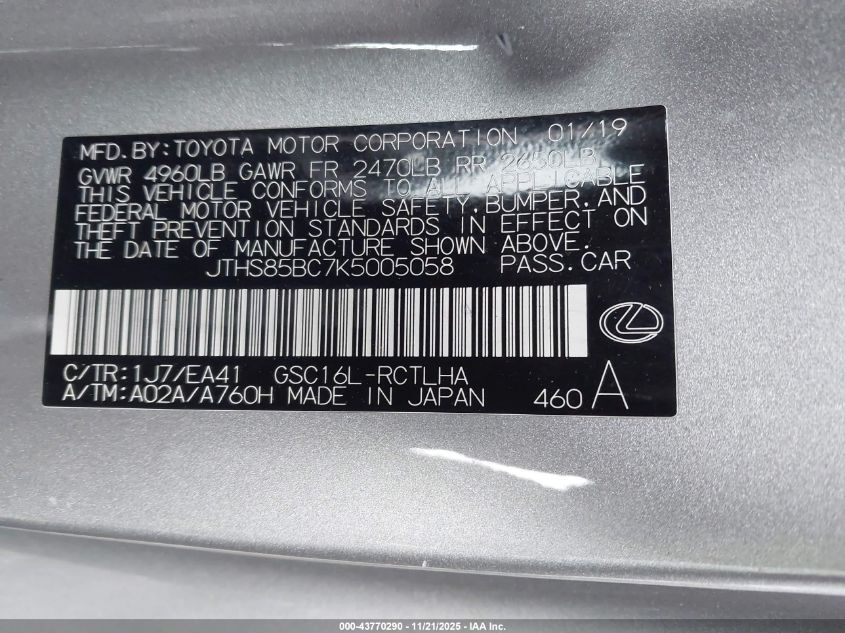 MFD.BY:TOYOTA MOTOR CORPORATION 01/19
GVWR 4960LB GAWR FR 2470LB RR 2650LB
THIS VEHICLE CONFORMS TO ALL APPLICABLE
FEDERAL MOTOR VEHICLE SAFETY,BUMPER,AND
THEFT PREVENTION STANDARDS IN EFFECT ON
THE DATE OF MANUFACTURE SHOWN ABOVE.
JTHS85BC7K5005058 PASS.CAR
C/TR:1J7/EA41 GSC16L-RCTLHA
A/TM:A02A/A760H MADE IN JAPAN 460 A
000-43770290 - 11/21/2025 - IAA Inc.